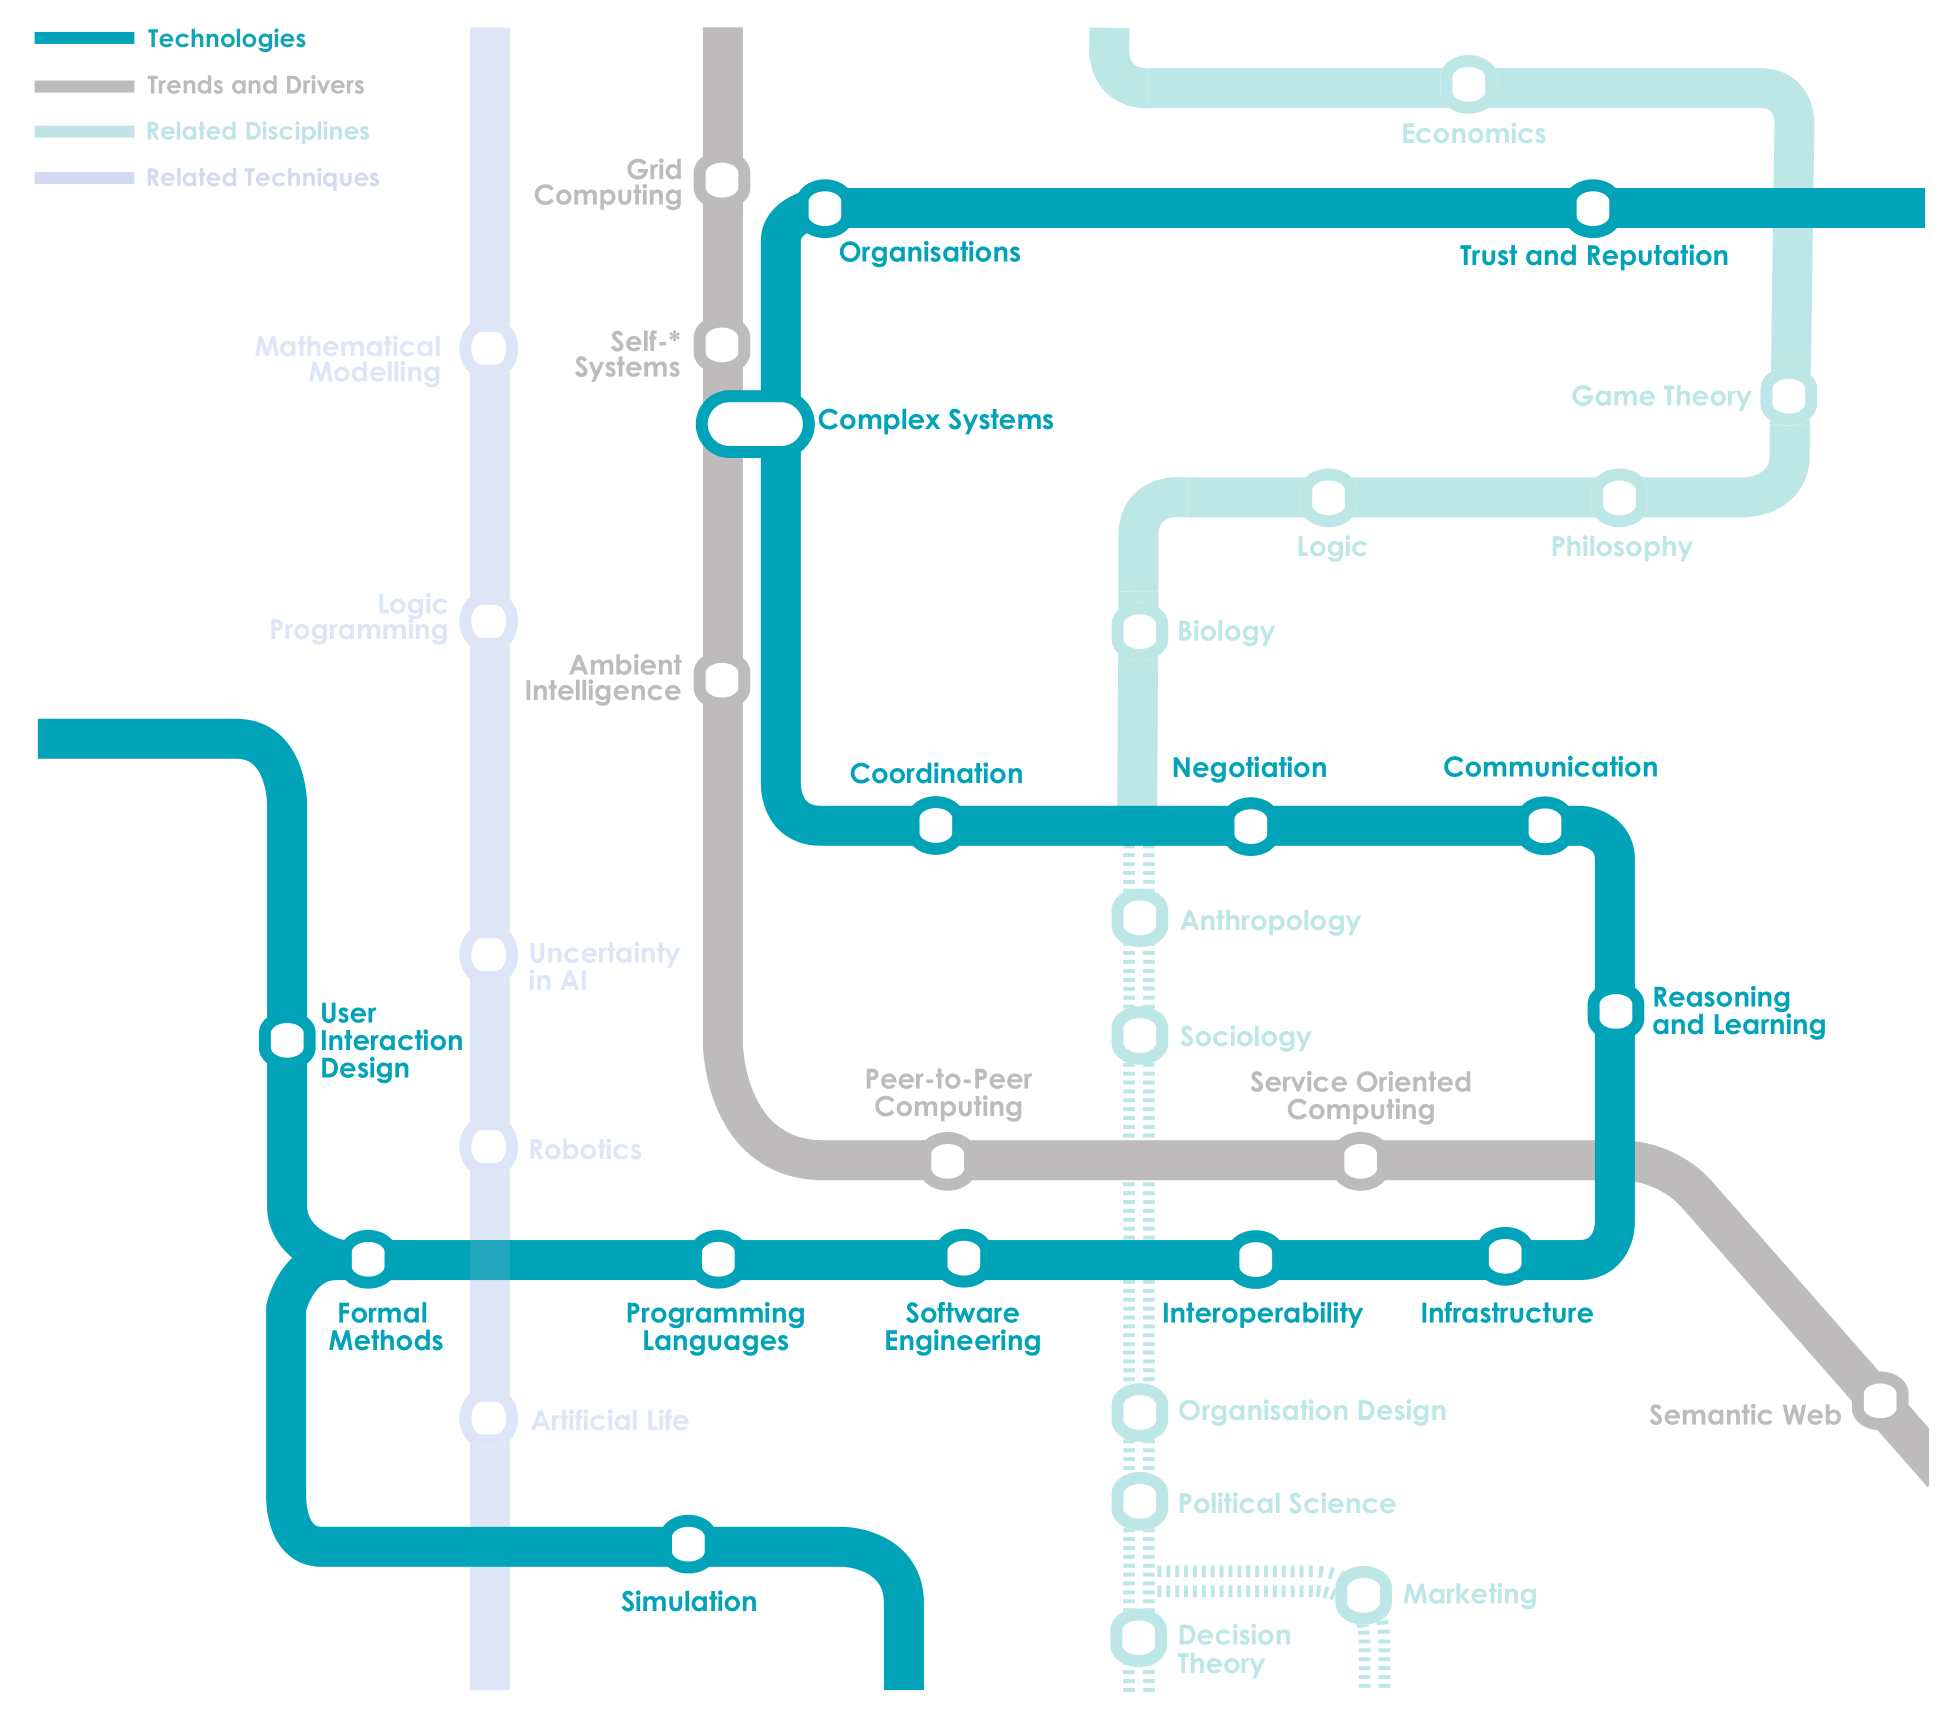 Technologies
Trends and Drivers
Related Disciplines
Related Techniques
Economics
Grid
Computing
Organisations
Trust and Reputation
Mathematical
Modelling
Self-*
Systems
Complex Systems
Game Theory
Logic
Philosophy
Logic
Programming
Biology
Ambient
Intelligence
Coordination
Negotiation
Communication
Anthropology
Uncertainty
in AI
User
Interaction
Design
Sociology
Reasoning
and Learning
Peer-to-Peer
Computing
Service Oriented
Computing
Robotics
Formal
Methods
Programming
Languages
Software
Engineering
Interoperability
Infrastructure
Artificial Life
Organisation Design
Semantic Web
Political Science
Simulation
Marketing
Decision
Theory